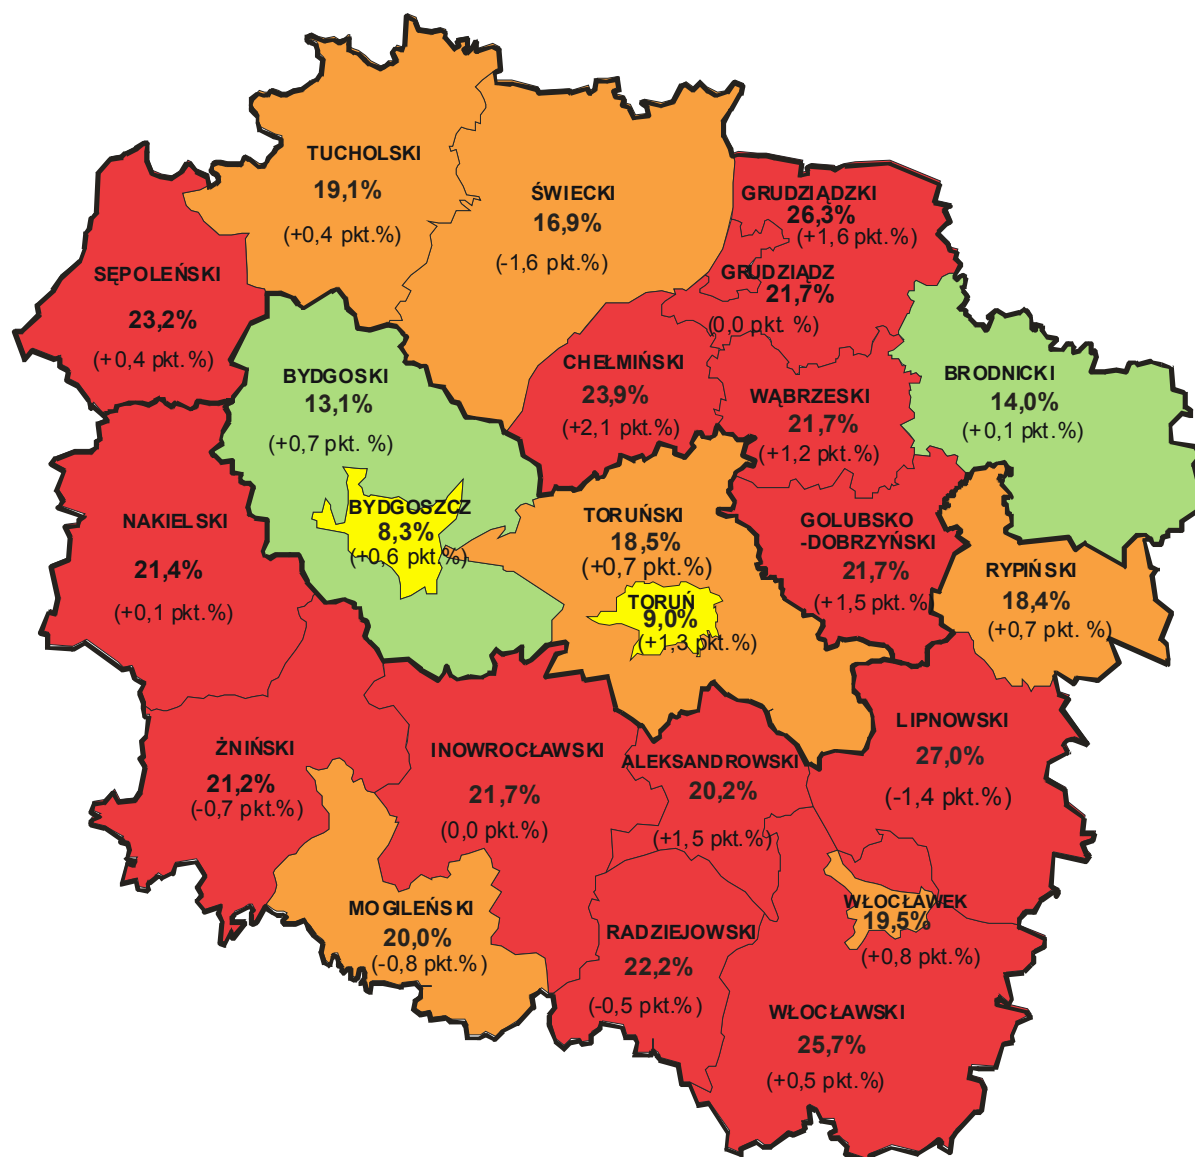 TUCHOLSKI
19,1%
(+0,4 pkt.%)
ŚWIECKI
16,9%
(-1,6 pkt.%)
GRUDZIĄDZKI
26,3%
(+1,6 pkt.%)
GRUDZIĄDZ
21,7%
(0,0 pkt. %)
SĘPOLEŃSKI
23,2%
(+0,4 pkt.%)
BYDGOSKI
13,1%
(+0,7 pkt. %)
CHEŁMIŃSKI
23,9%
(+2,1 pkt.%)
WĄBRZESKI
21,7%
(+1,2 pkt.%)
BRODNICKI
14,0%
(+0,1 pkt.%)
NAKIELSKI
21,4%
(+0,1 pkt.%)
BYDGOSZCZ
8,3%
(+0,6 pkt.%)
TORUŃSKI
18,5%
(+0,7 pkt.%)
TORUŃ
9,0%
(+1,3 pkt.%)
GOLUBSKO
-DOBRZYŃSKI
21,7%
(+1,5 pkt.%)
RYPIŃSKI
18,4%
(+0,7 pkt.%)
ŻNIŃSKI
21,2%
(-0,7 pkt.%)
INOWROCŁAWSKI
21,7%
(0,0 pkt.%)
ALEKSANDROWSKI
20,2%
(+1,5 pkt.%)
LIPNOWSKI
27,0%
(-1,4 pkt.%)
MOGILEŃSKI
20,0%
(-0,8 pkt.%)
RADZIEJOWSKI
22,2%
(-0,5 pkt.%)
WŁOCŁAWEK
19,5%
(+0,8 pkt.%)
WŁOCŁAWSKI
25,7%
(+0,5 pkt.%)